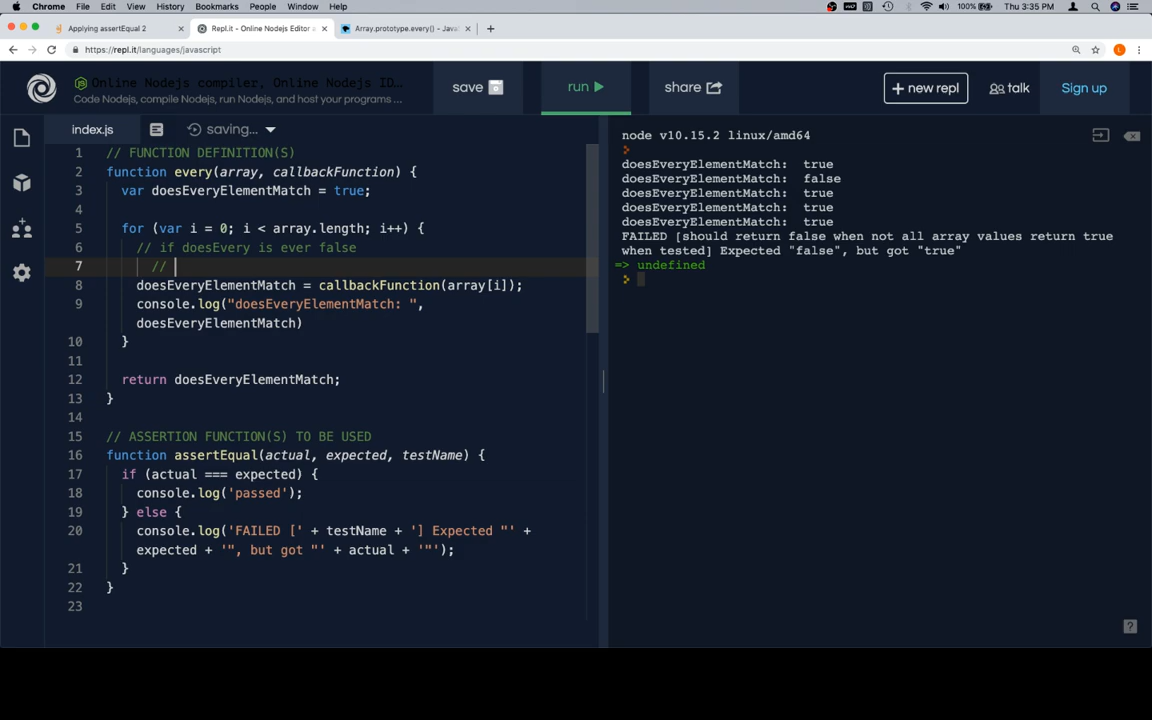 Chrome File Edit View History Bookmarks People Window Help 100% Thu 3:35 PM
Applying assertEqual 2
Repl.it - Online Nodejs Editor
Array.prototype.every() - Java
https://repl.it/languages/javascript
Online Nodejs compiler, Online Nodejs ID...
Code Nodejs, compile Nodejs, run Nodejs, and host your programs ...
save
run
share
+ new repl
talk
Sign up
index.js
saving...
1 // FUNCTION DEFINITION(S)
2 function every(array, callbackFunction) {
3 var doesEveryElementMatch = true;
4
5 for (var i = 0; i < array.length; i++) {
6 // if doesEvery is ever false
7 //
8 doesEveryElementMatch = callbackFunction(array[i]);
9 console.log("doesEveryElementMatch: ",
doesEveryElementMatch)
10 }
11
12 return doesEveryElementMatch;
13 }
14
15 // ASSERTION FUNCTION(S) TO BE USED
16 function assertEqual(actual, expected, testName) {
17 if (actual === expected) {
18 console.log('passed');
19 } else {
20 console.log('FAILED [' + testName + '] Expected "' +
expected + '", but got "' + actual + '"');
21 }
22 }
23
node v10.15.2 linux/amd64
doesEveryElementMatch:  true
doesEveryElementMatch:  false
doesEveryElementMatch:  true
doesEveryElementMatch:  true
doesEveryElementMatch:  true
FAILED [should return false when not all array values return true
when tested] Expected "false", but got "true"
=> undefined